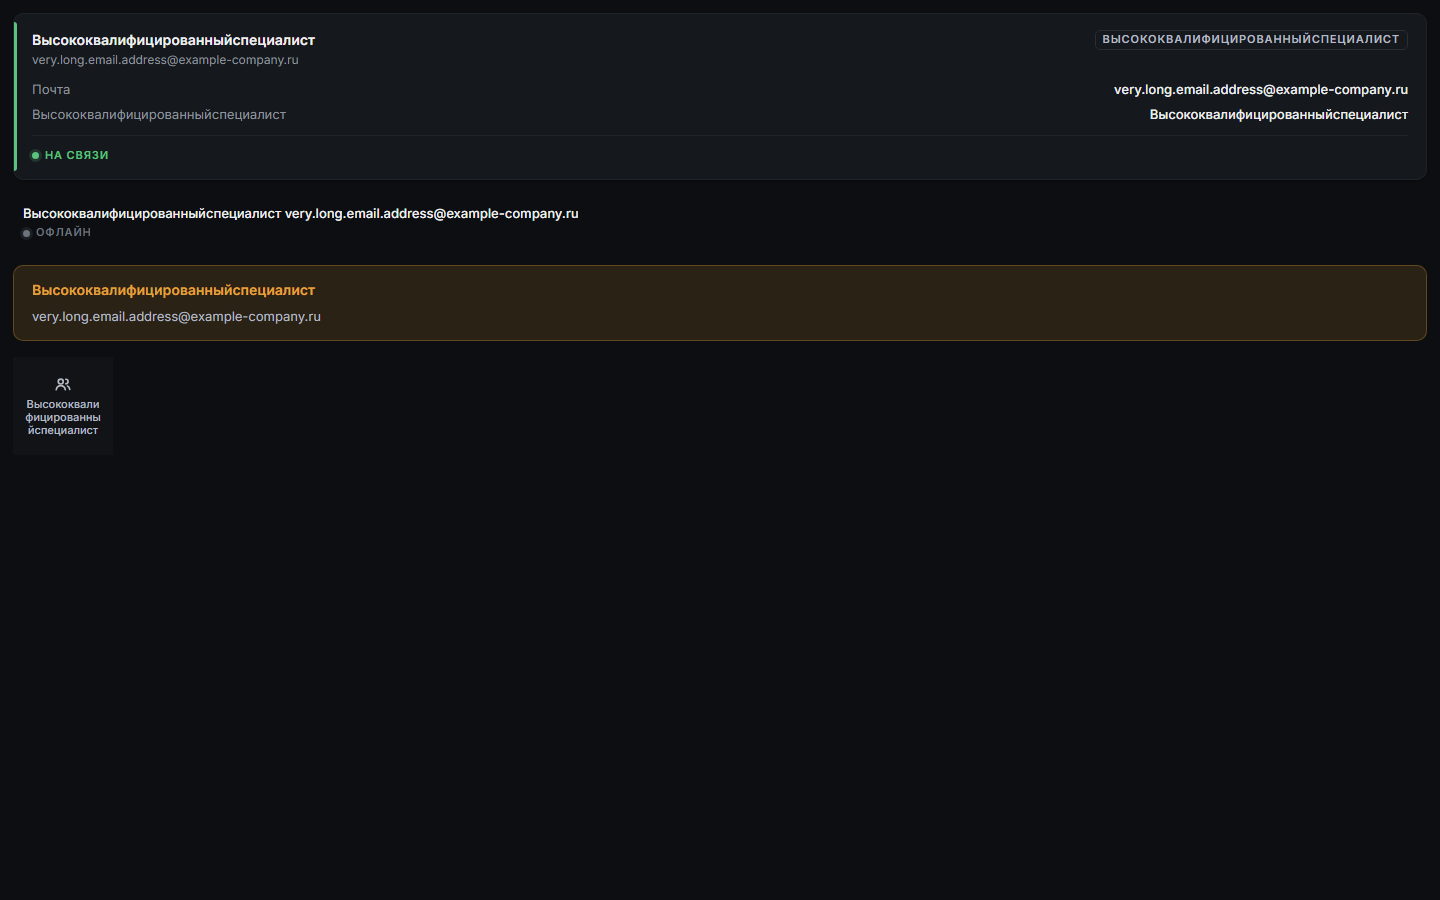 Высококвалифицированныйспециалист
ВЫСОКОКВАЛИФИЦИРОВАННЫЙСПЕЦИАЛИСТ
very.long.email.address@example-company.ru
Почта
very.long.email.address@example-company.ru
Высококвалифицированныйспециалист
Высококвалифицированныйспециалист
НА СВЯЗИ
Высококвалифицированныйспециалист very.long.email.address@example-company.ru
ОФЛАЙН
Высококвалифицированныйспециалист
very.long.email.address@example-company.ru
Высококвали
фицированны
йспециалист